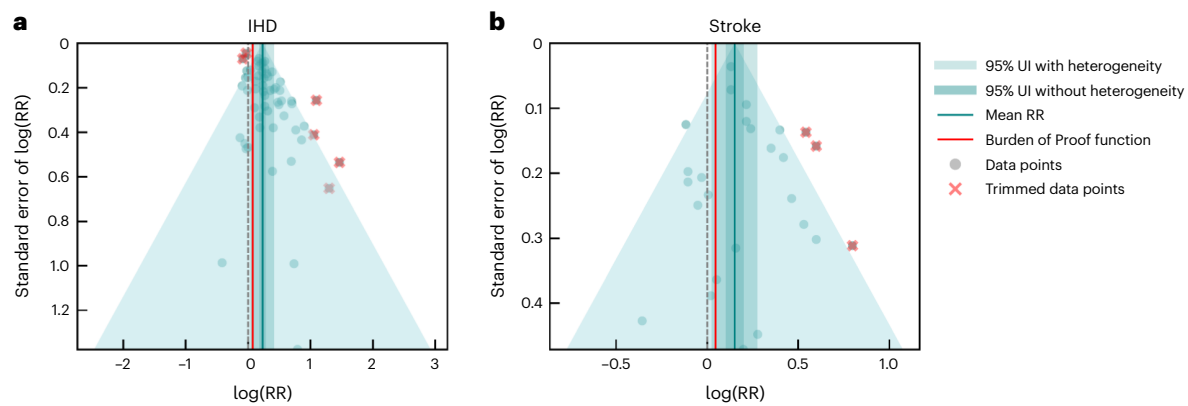 a
IHD
0
0.2
0.4
0.6
0.8
1.0
1.2
Standard error of log(RR)
−2
−1
0
1
2
3
log(RR)
b
Stroke
0
0.1
0.2
0.3
0.4
Standard error of log(RR)
−0.5
0
0.5
1.0
log(RR)
95% UI with heterogeneity
95% UI without heterogeneity
Mean RR
Burden of Proof function
Data points
Trimmed data points